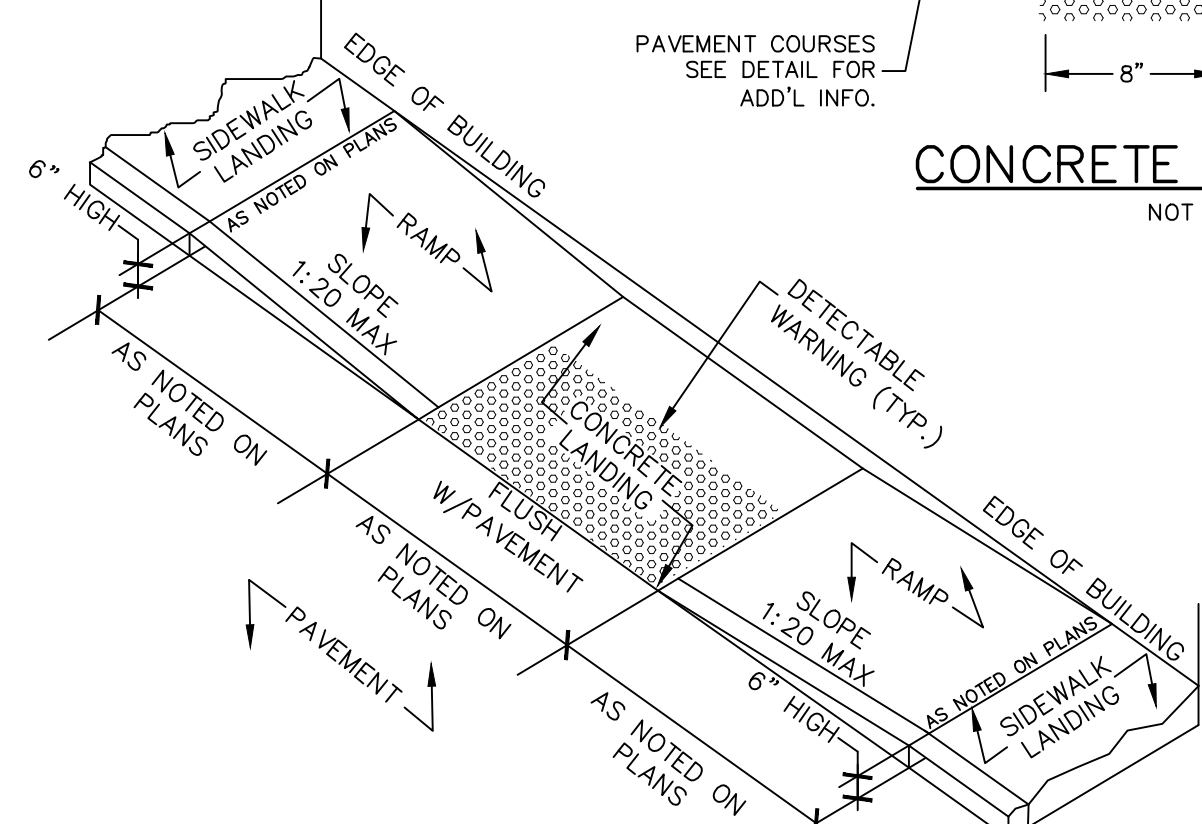 PAVEMENT COURSES
SEE DETAIL FOR
ADD'L INFO.
8"
CONCRETE
NOT
EDGE OF BUILDING
SIDEWALK
LANDING
AS NOTED ON PLANS
6" HIGH
RAMP
SLOPE
1:20 MAX
DETECTABLE
WARNING (TYP.)
CONCRETE
LANDING
FLUSH
W/PAVEMENT
AS NOTED ON
PLANS
AS NOTED ON
PLANS
PAVEMENT
EDGE OF BUILDING
RAMP
SLOPE
1:20 MAX
AS NOTED ON PLANS
SIDEWALK
LANDING
6" HIGH
AS NOTED ON
PLANS